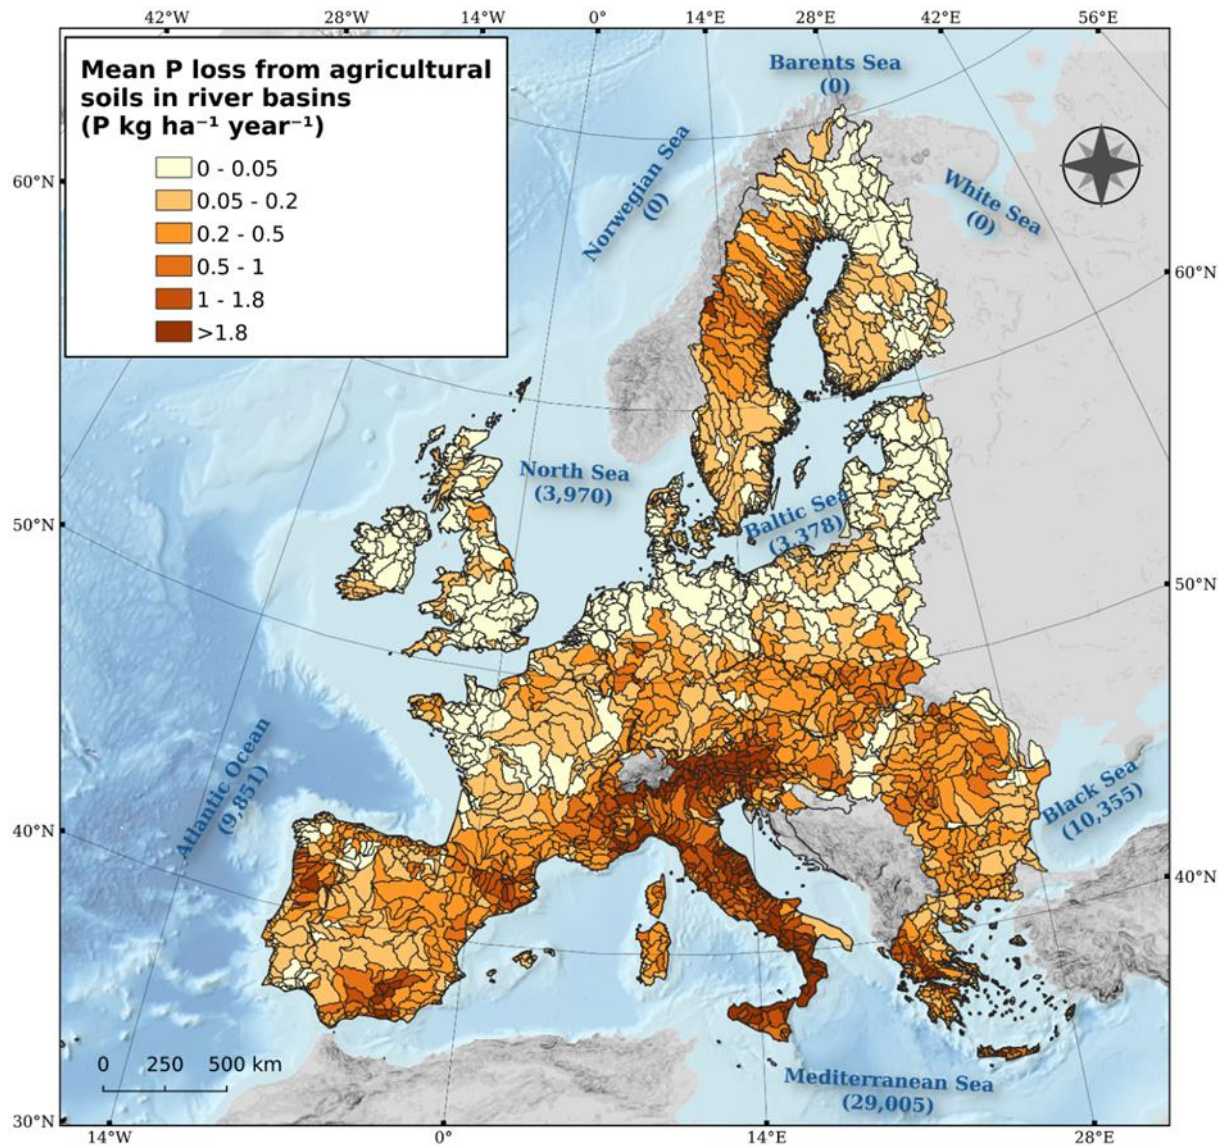 42°W 28°W 14°W 0° 14°E 28°E 42°E 56°E
Mean P loss from agricultural
soils in river basins
(P kg ha⁻¹ year⁻¹)
0 - 0.05
0.05 - 0.2
0.2 - 0.5
0.5 - 1
1 - 1.8
>1.8
Barents Sea
(0)
Norwegian Sea
(0)
White Sea
(0)
60°N
60°N
North Sea
(3,970)
Baltic Sea
(3,378)
50°N
50°N
Atlantic Ocean
(9,851)
Black Sea
(10,355)
40°N
40°N
0 250 500 km
Mediterranean Sea
(29,005)
30°N
14°W 0° 14°E 28°E